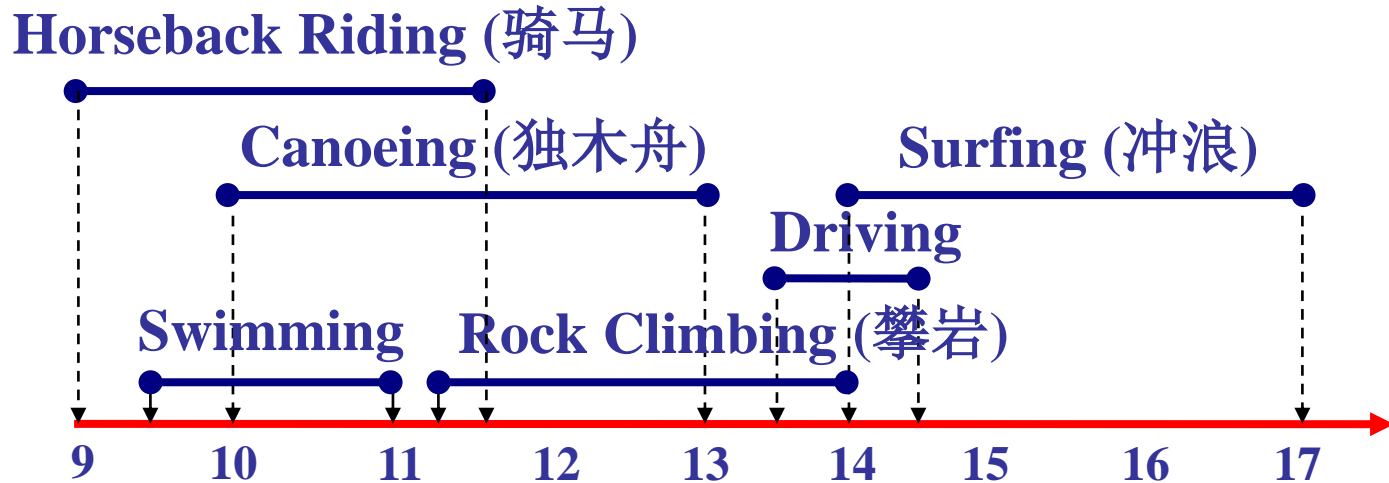 Horseback Riding (骑马)
Canoeing (独木舟)
Surfing (冲浪)
Driving
Swimming
Rock Climbing (攀岩)
9 10 11 12 13 14 15 16 17